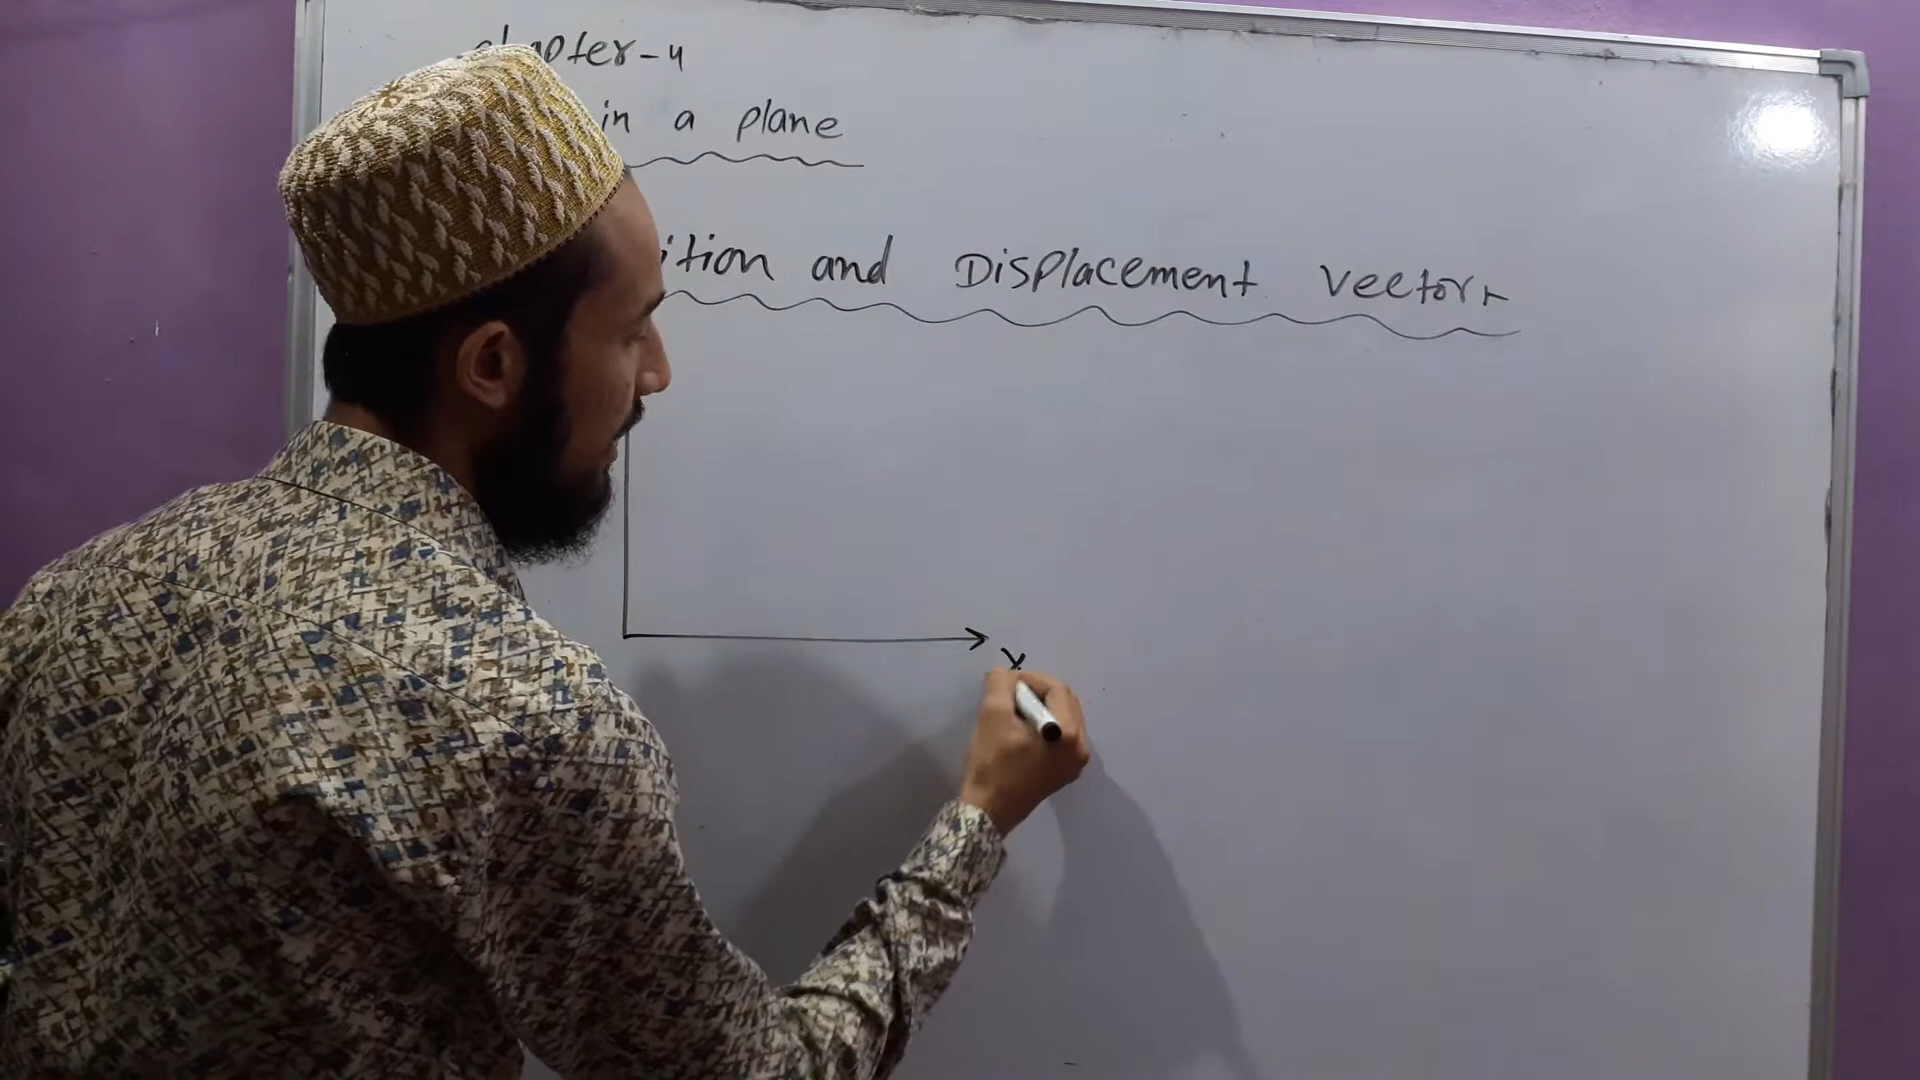 chapter-4
in a plane
ition and Displacement Vector
x